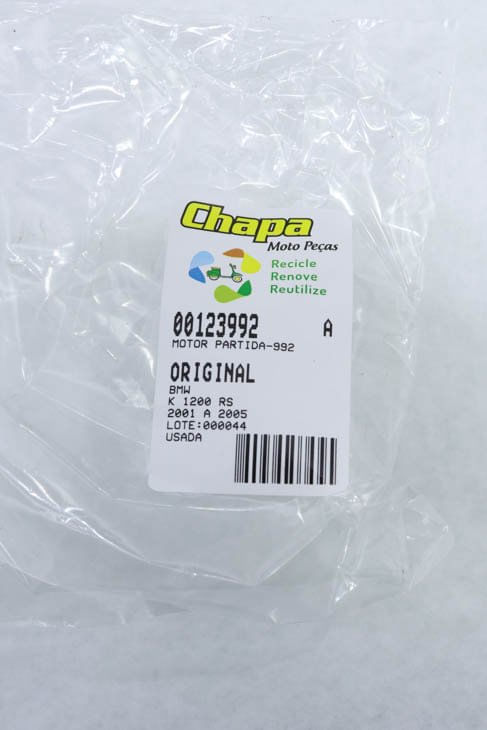 Chapa
Moto Peças
Recicle
Renove
Reutilize
00123992 A
MOTOR PARTIDA-992
ORIGINAL
BMW
K 1200 RS
2001 A 2005
LOTE:000044
USADA